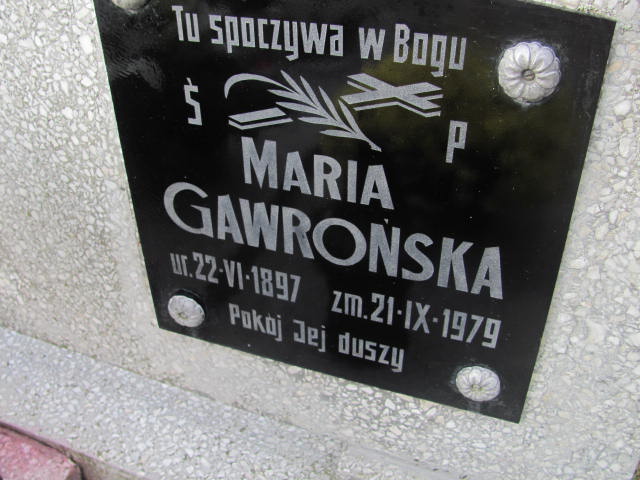 Tu spoczywa w Bogu
Ś P
MARIA
GAWROŃSKA
ur. 22·VI·1897 zm. 21·IX·1979
Pokój Jej duszy